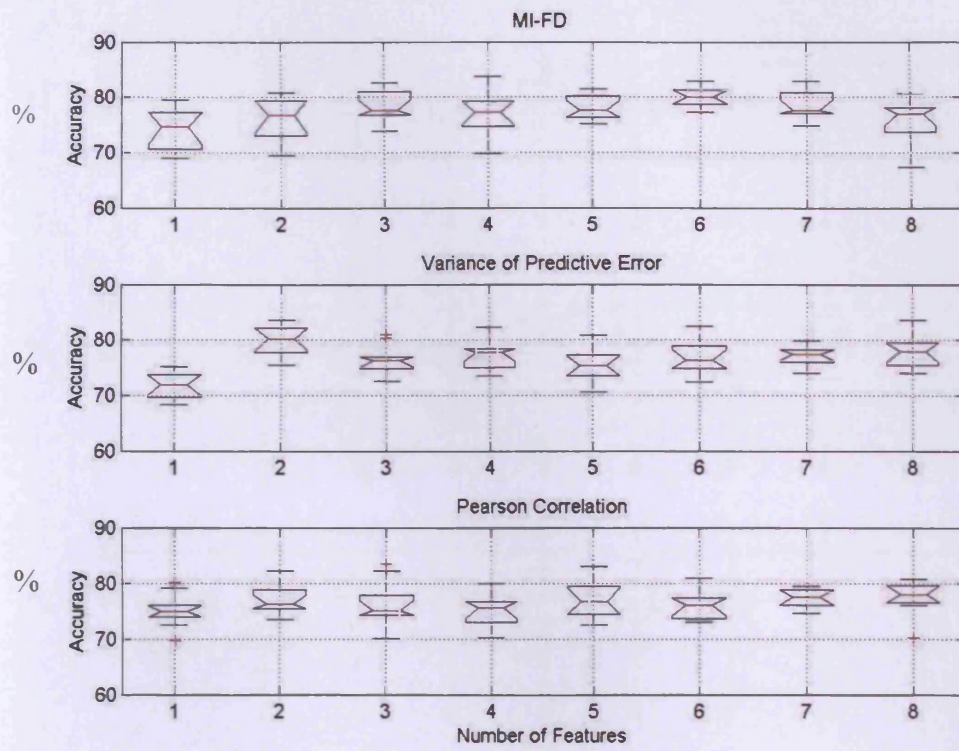 MI-FD
90
80
70
60
% Accuracy
1 2 3 4 5 6 7 8
Variance of Predictive Error
90
80
70
60
% Accuracy
1 2 3 4 5 6 7 8
Pearson Correlation
90
80
70
60
% Accuracy
1 2 3 4 5 6 7 8
Number of Features